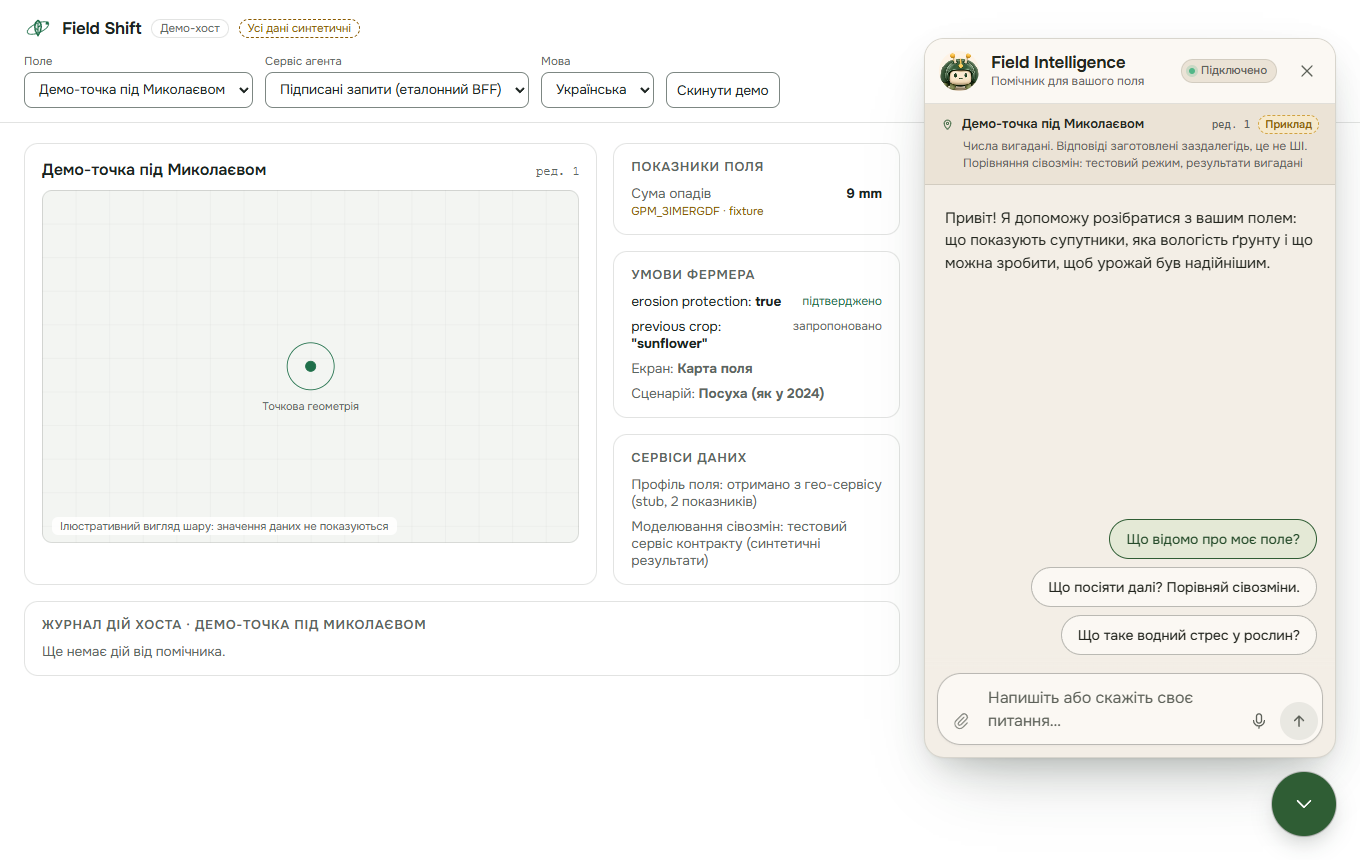 Field Shift
Демо-хост
Усі дані синтетичні
Поле
Сервіс агента
Мова
Демо-точка під Миколаєвом
Підписані запити (еталонний BFF)
Українська
Скинути демо
Демо-точка під Миколаєвом
ред. 1
Точкова геометрія
Ілюстративний вигляд шару: значення даних не показуються
ПОКАЗНИКИ ПОЛЯ
Сума опадів
9 mm
GPM_3IMERGDF · fixture
УМОВИ ФЕРМЕРА
erosion protection: true
підтверджено
previous crop:
"sunflower"
запропоновано
Екран: Карта поля
Сценарій: Посуха (як у 2024)
СЕРВІСИ ДАНИХ
Профіль поля: отримано з гео-сервісу
(stub, 2 показників)
Моделювання сівозмін: тестовий
сервіс контракту (синтетичні
результати)
ЖУРНАЛ ДІЙ ХОСТА · ДЕМО-ТОЧКА ПІД МИКОЛАЄВОМ
Ще немає дій від помічника.
Field Intelligence
Помічник для вашого поля
Підключено
Демо-точка під Миколаєвом
ред. 1
Приклад
Числа вигадані. Відповіді заготовлені заздалегідь, це не ШІ.
Порівняння сівозмін: тестовий режим, результати вигадані
Привіт! Я допоможу розібратися з вашим полем:
що показують супутники, яка вологість ґрунту і що
можна зробити, щоб урожай був надійнішим.
Що відомо про моє поле?
Що посіяти далі? Порівняй сівозміни.
Що таке водний стрес у рослин?
Напишіть або скажіть своє
питання...